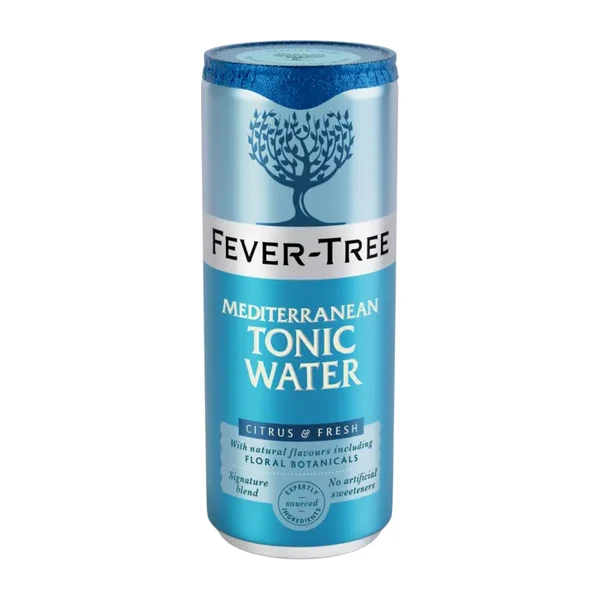 FEVER-TREE
MEDITERRANEAN
TONIC
WATER
CITRUS & FRESH
With natural flavours including
FLORAL BOTANICALS
Signature
blend
EXPERTLY
sourced
INGREDIENTS
No artificial
sweeteners